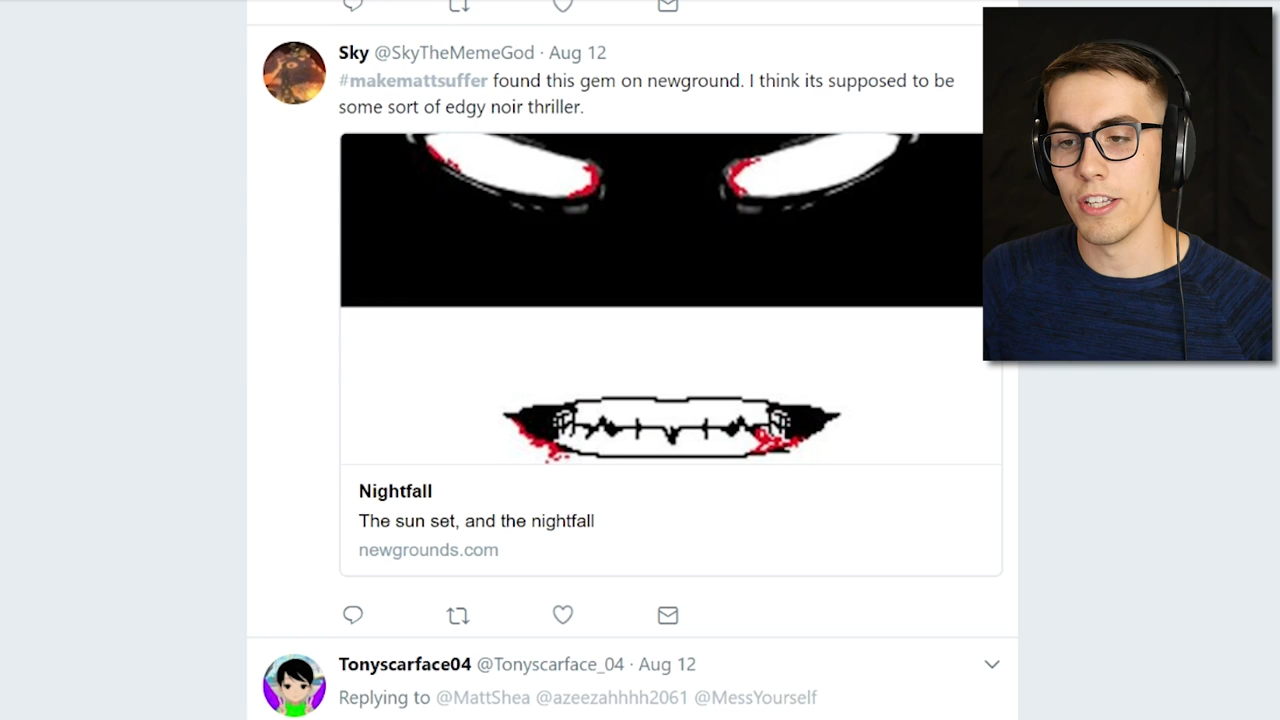 Sky @SkyTheMemeGod · Aug 12
#makemattsuffer found this gem on newground. I think its supposed to be
some sort of edgy noir thriller.
Nightfall
The sun set, and the nightfall
newgrounds.com
Tonyscarface04 @Tonyscarface_04 · Aug 12
Replying to @MattShea @azeezahhhh2061 @MessYourself